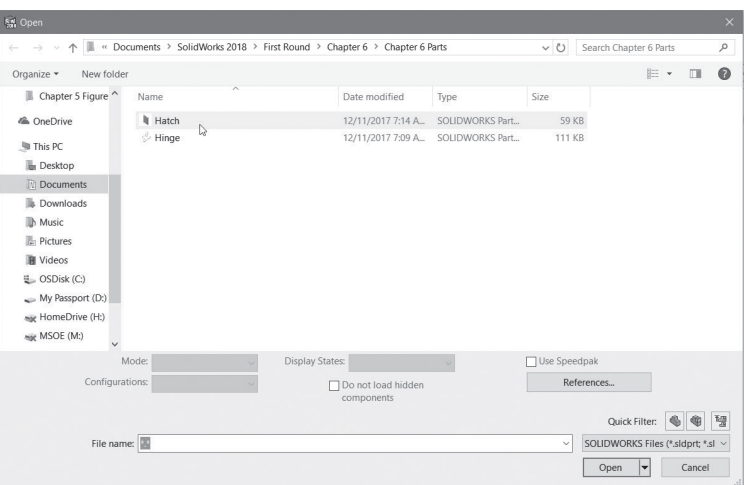 Open
« Documents > SolidWorks 2018 > First Round > Chapter 6 > Chapter 6 Parts
Search Chapter 6 Parts
Organize
New folder
Name
Date modified
Type
Size
Chapter 5 Figure
OneDrive
This PC
Desktop
Documents
Downloads
Music
Pictures
Videos
OSDisk (C:)
My Passport (D:)
HomeDrive (H:)
MSOE (M:)
Hatch 12/11/2017 7:14 A... SOLIDWORKS Part... 59 KB
Hinge 12/11/2017 7:09 A... SOLIDWORKS Part... 111 KB
Mode:
Display States:
Use Speedpak
Configurations:
Do not load hidden
components
References...
Quick Filter:
File name:
SOLIDWORKS Files (*.sldprt; *.sl
Open
Cancel